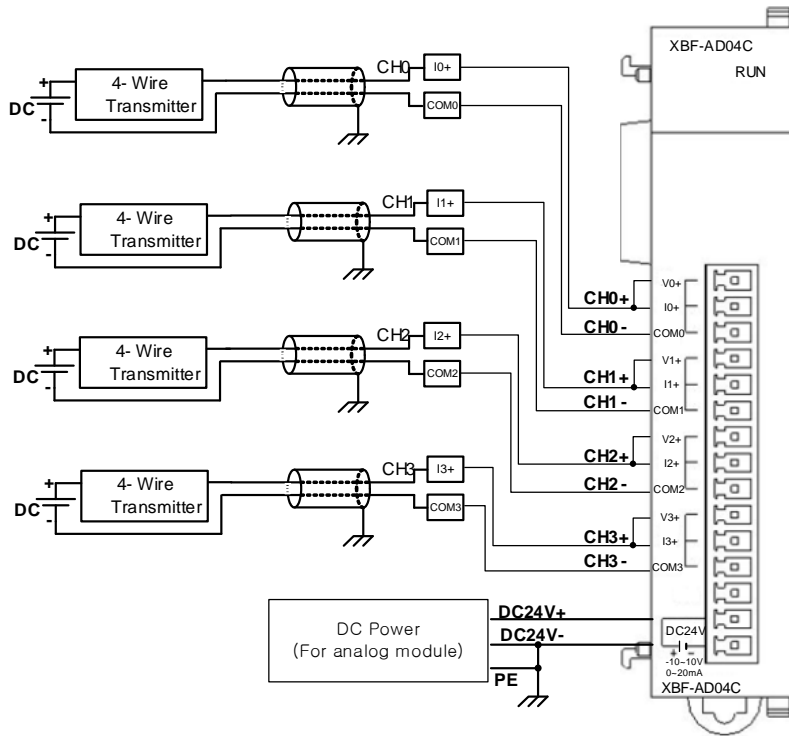 XBF-AD04C
RUN
CH0
I0+
4- Wire
Transmitter
+
DC
-
COM0
CH1
I1+
4- Wire
Transmitter
+
DC
-
COM1
CH2
I2+
4- Wire
Transmitter
+
DC
-
COM2
CH3
I3+
4- Wire
Transmitter
+
DC
-
COM3
CH0+
CH0-
V0+
I0+
COM0
CH1+
CH1-
V1+
I1+
COM1
CH2+
CH2-
V2+
I2+
COM2
CH3+
CH3-
V3+
I3+
COM3
DC Power
(For analog module)
DC24V+
DC24V-
PE
DC24V
+ -
-10~10V
0~20mA
XBF-AD04C